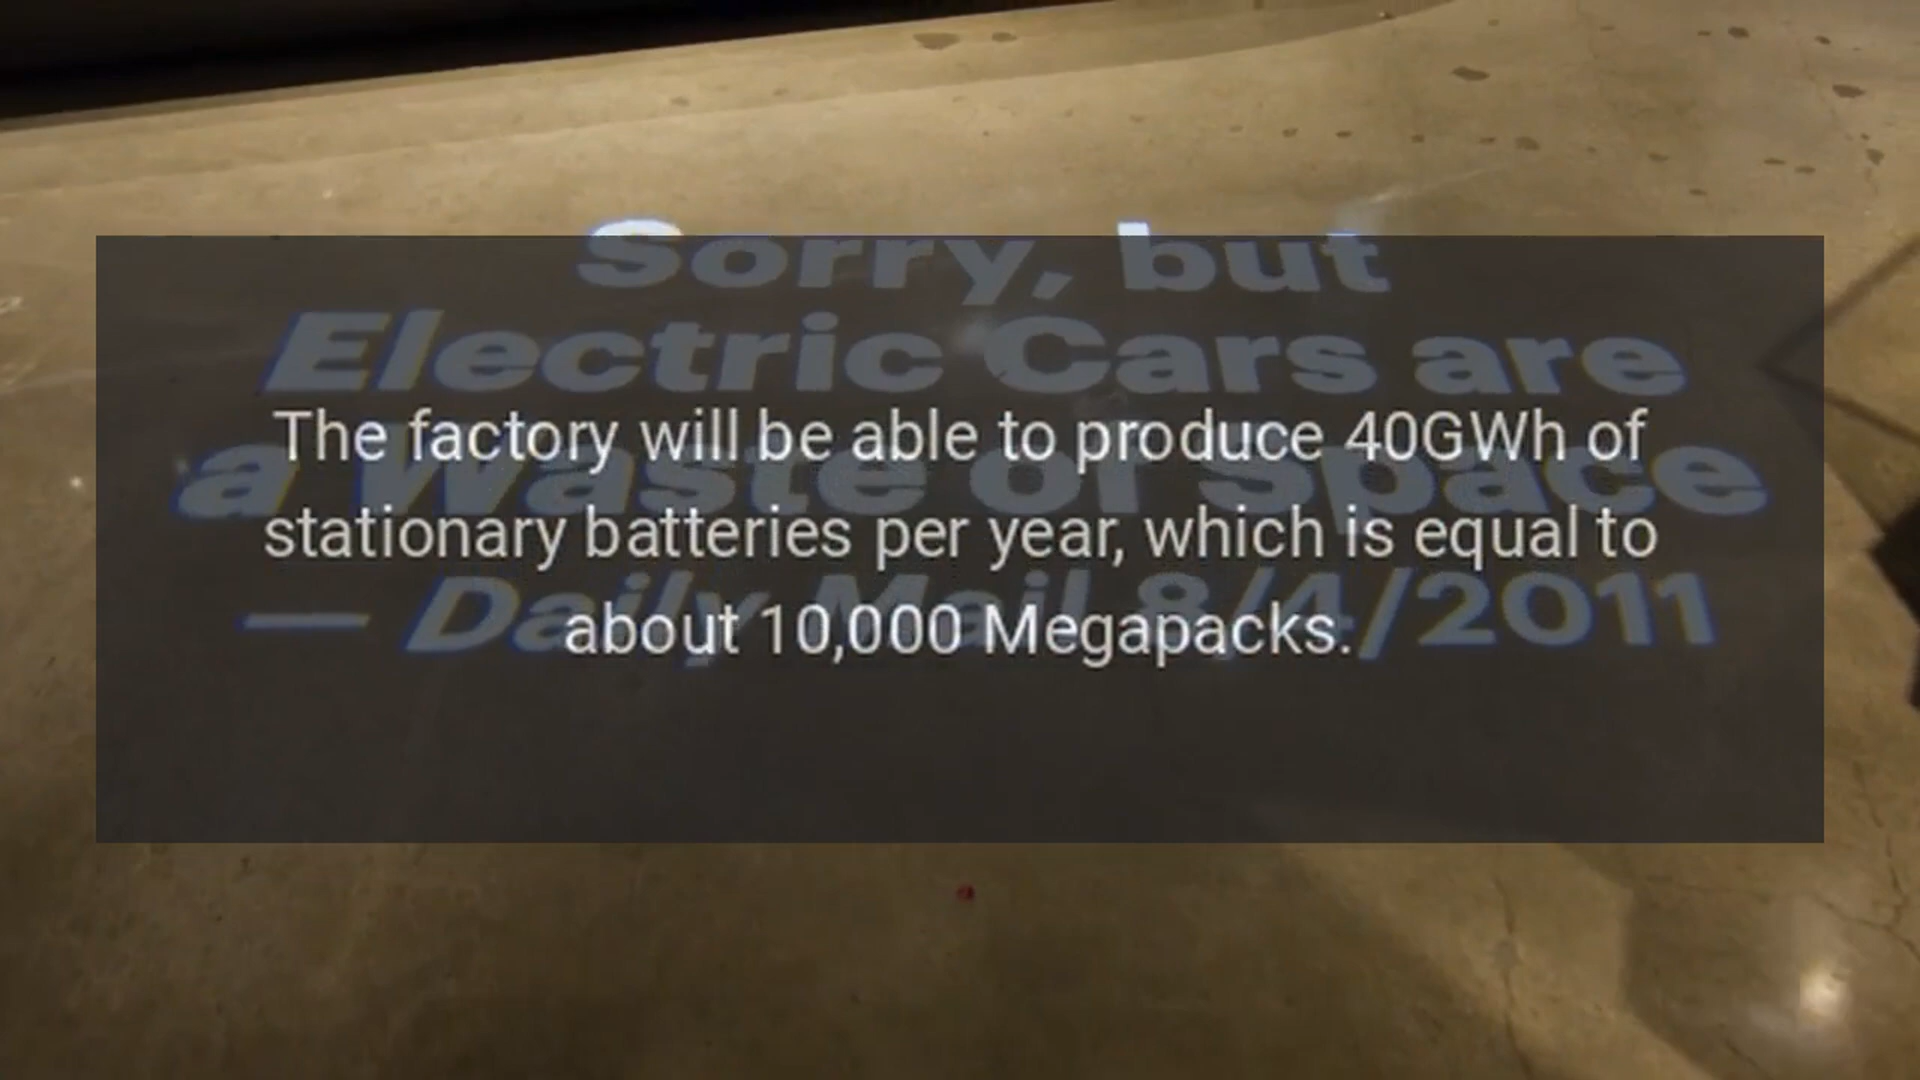 Sorry, but
Electric Cars are
a Waste of Space
— Daily Mail 8/4/2011
The factory will be able to produce 40GWh of
stationary batteries per year, which is equal to
about 10,000 Megapacks.